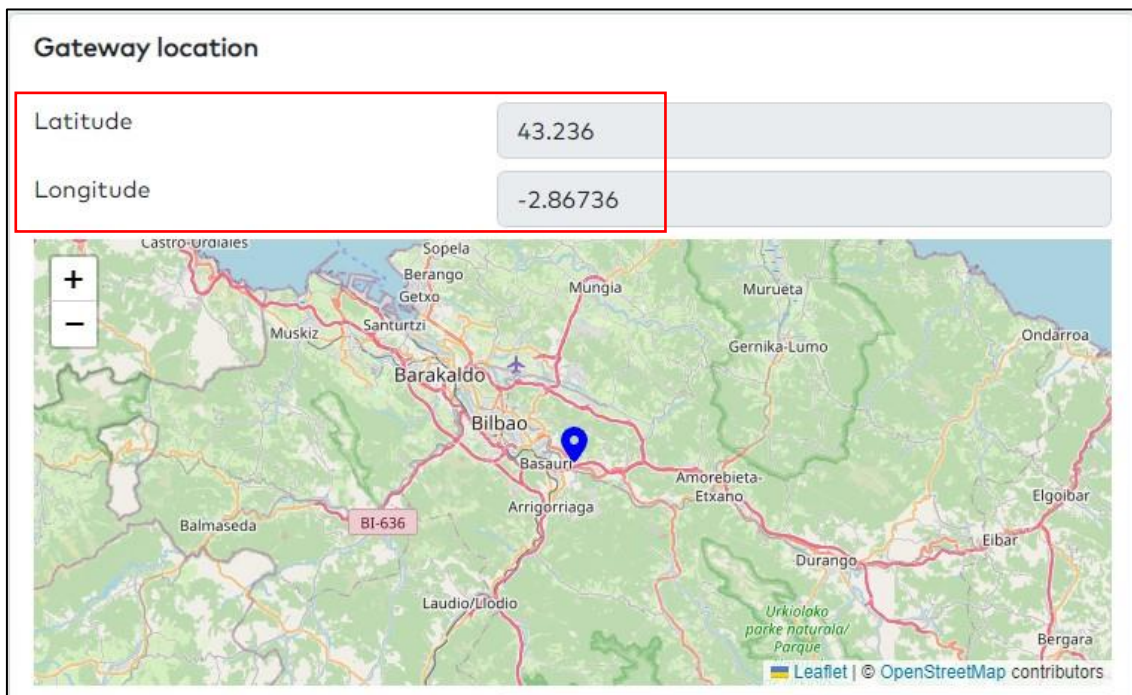 Gateway location
Latitude
43.236
Longitude
-2.86736
+
−
Castro-Urdiales
Sopela
Berango
Getxo
Mungia
Murueta
Muskiz
Santurtzi
Gernika-Lumo
Ondarroa
Barakaldo
Bilbao
Basauri
Amorebieta-
Etxano
Elgoibar
Arrigorriaga
Balmaseda
BI-636
Eibar
Durango
Laudio/Llodio
Urkiolako
parke naturala/
Parque
Bergara
Leaflet | © OpenStreetMap contributors